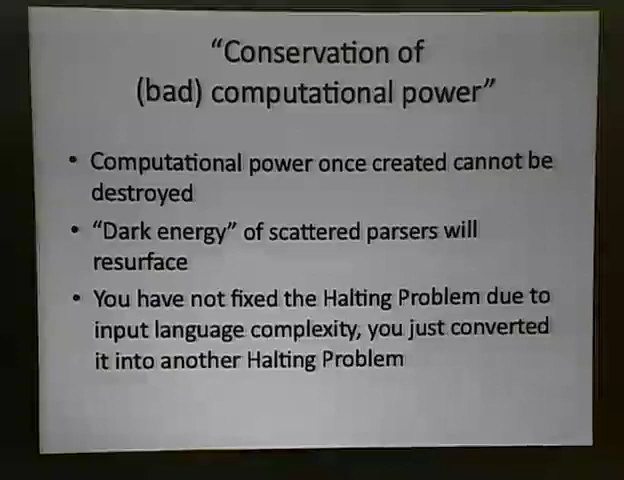 “Conservation of
(bad) computational power”
• Computational power once created cannot be
destroyed
• “Dark energy” of scattered parsers will
resurface
• You have not fixed the Halting Problem due to
input language complexity, you just converted
it into another Halting Problem